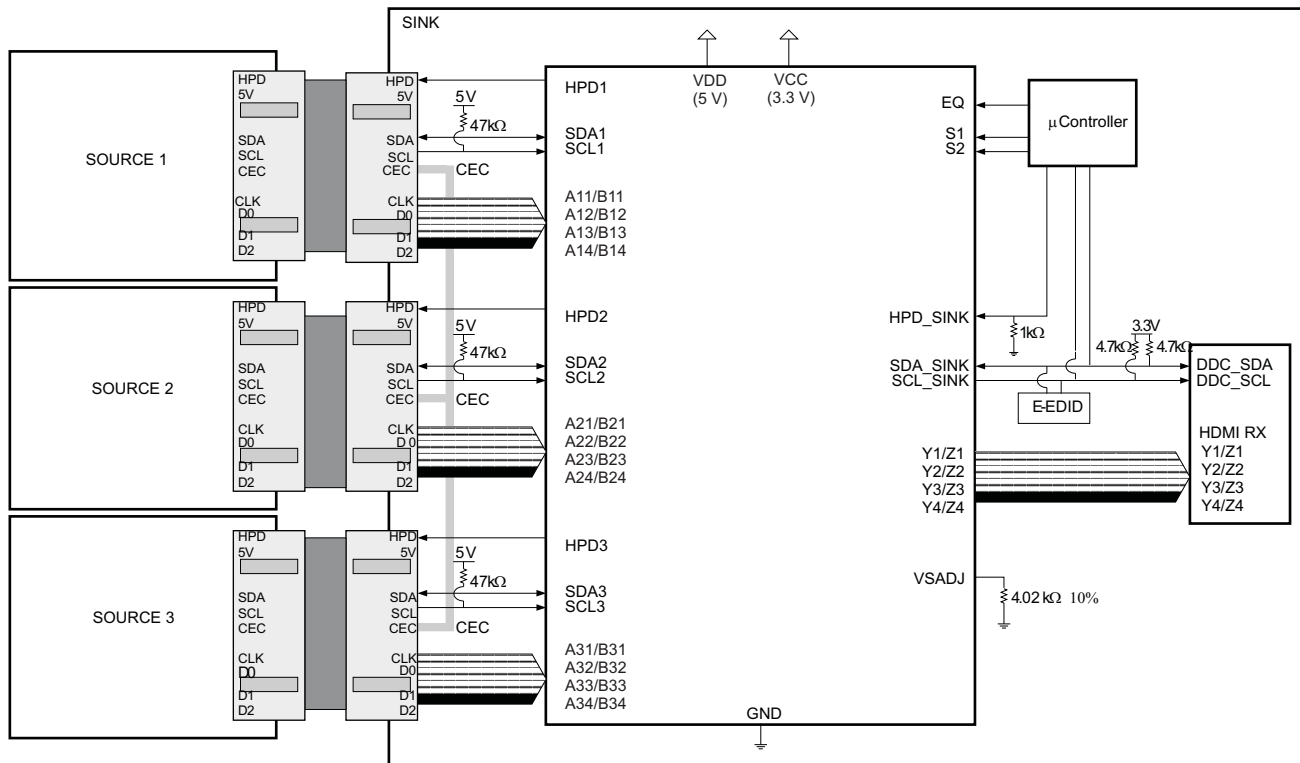 SINK
SOURCE 1
HPD
5V
SDA
SCL
CEC
CLK
D0
D1
D2
HPD
5V
SDA
SCL
CEC
CLK
D0
D1
D2
5V
47kΩ
CEC
HPD1
SDA1
SCL1
A11/B11
A12/B12
A13/B13
A14/B14
SOURCE 2
HPD
5V
SDA
SCL
CEC
CLK
D0
D1
D2
HPD
5V
SDA
SCL
CEC
CLK
D 0
D1
D2
5V
47kΩ
CEC
HPD2
SDA2
SCL2
A21/B21
A22/B22
A23/B23
A24/B24
SOURCE 3
HPD
5V
SDA
SCL
CEC
CLK
D0
D1
D2
HPD
5V
SDA
SCL
CEC
CLK
D0
D1
D2
5V
47kΩ
CEC
HPD3
SDA3
SCL3
A31/B31
A32/B32
A33/B33
A34/B34
VDD
(5 V)
VCC
(3.3 V)
GND
EQ
S1
S2
HPD_SINK
SDA_SINK
SCL_SINK
Y1/Z1
Y2/Z2
Y3/Z3
Y4/Z4
VSADJ
4.02 kΩ 10%
μController
1kΩ
3.3V
4.7kΩ
4.7kΩ
E-EDID
DDC_SDA
DDC_SCL
HDMI RX
Y1/Z1
Y2/Z2
Y3/Z3
Y4/Z4